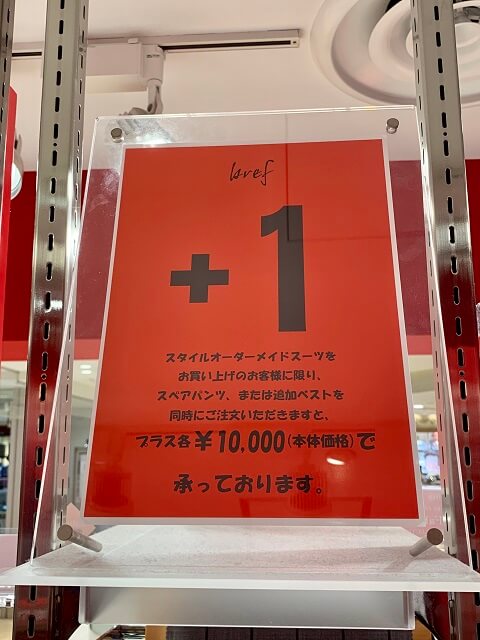 bref
+1
スタイルオーダーメイドスーツを
お買い上げのお客様に限り、
スペアパンツ、または追加ベストを
同時にご注文いただきますと、
プラス各¥10,000(本体価格)で
承っております。